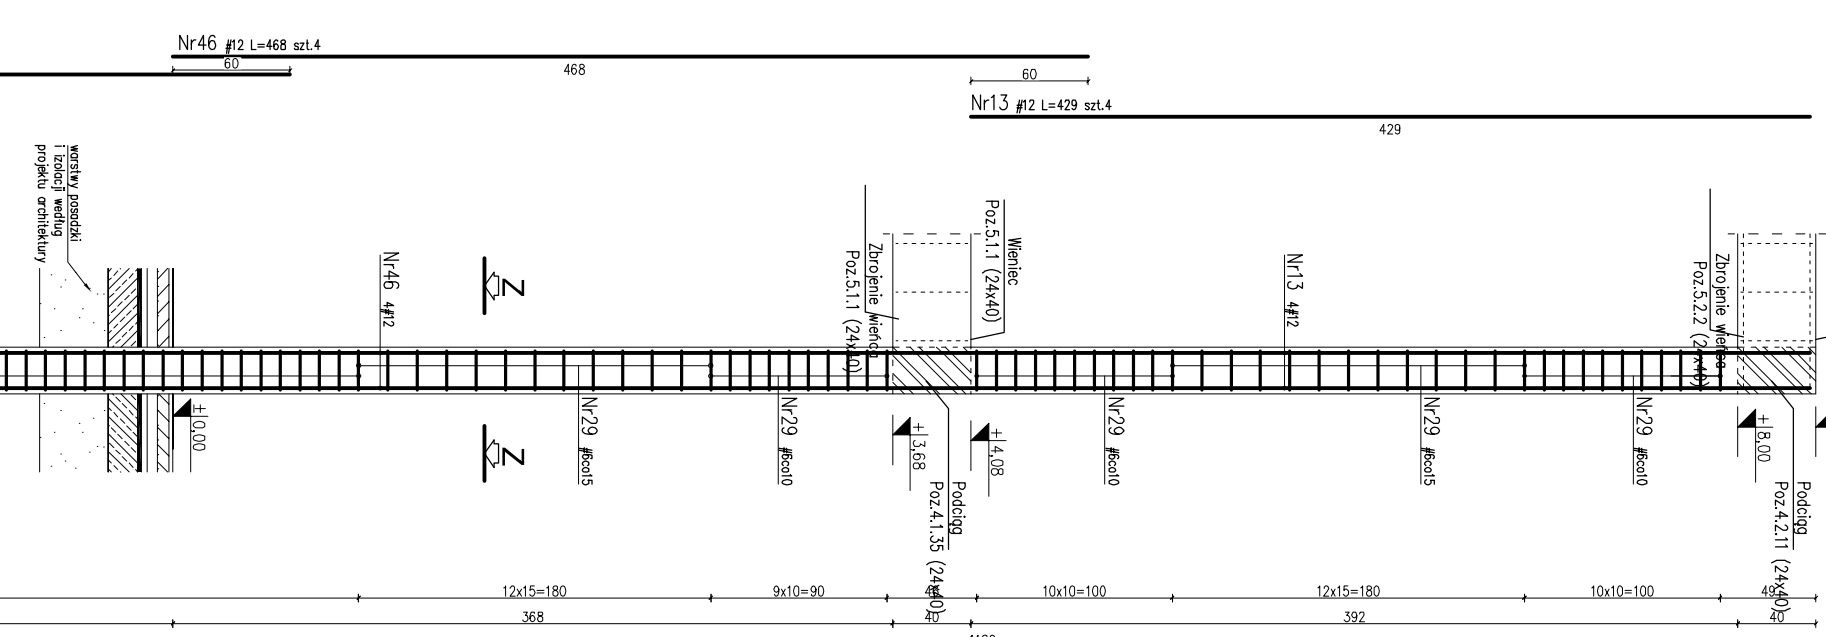 Nr46 #12 L=468 szt.4
60
468
60
Nr13 #12 L=429 szt.4
429
warstwy posadzki
i izolacji według
projektu architektury
Nr46 4#12
Z
Z
Zbrojenie wieńca
Poz.5.1.1 (24x40)
Wieniec
Poz.5.1.1 (24x40)
Nr13 4#12
Zbrojenie wieńca
Poz.5.2.2 (24x40)
±0,00
Nr29 #6co15
Nr29 #6co10
+3,68
+4,08
Nr29 #6co10
Nr29 #6co15
Nr29 #6co10
+8,00
Podciąg
Poz.4.1.35 (24x40)
Podciąg
Poz.4.2.11 (24x40)
12x15=180
9x10=90
10x10=100
12x15=180
10x10=100
49
368
40
392
40